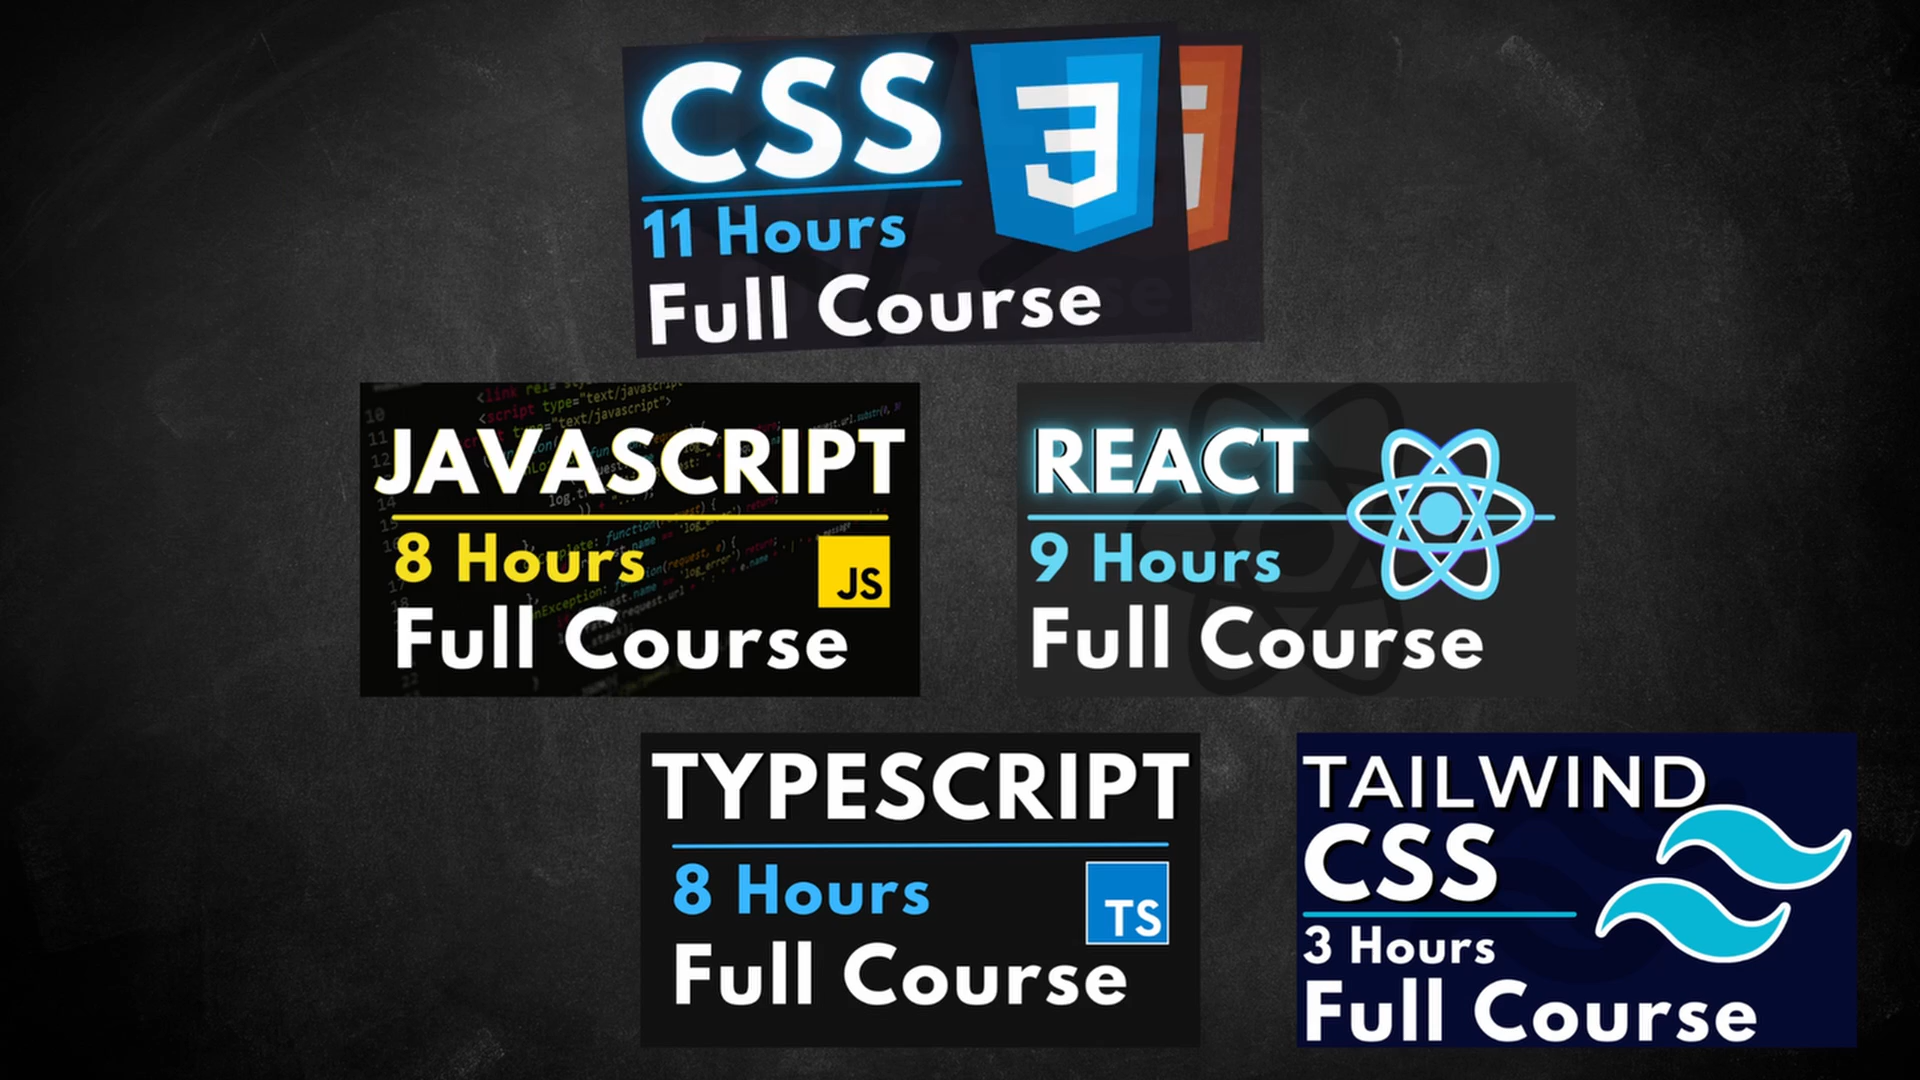 CSS
11 Hours
Full Course
JAVASCRIPT
8 Hours
JS
Full Course
REACT
9 Hours
Full Course
TYPESCRIPT
8 Hours
TS
Full Course
TAILWIND
CSS
3 Hours
Full Course